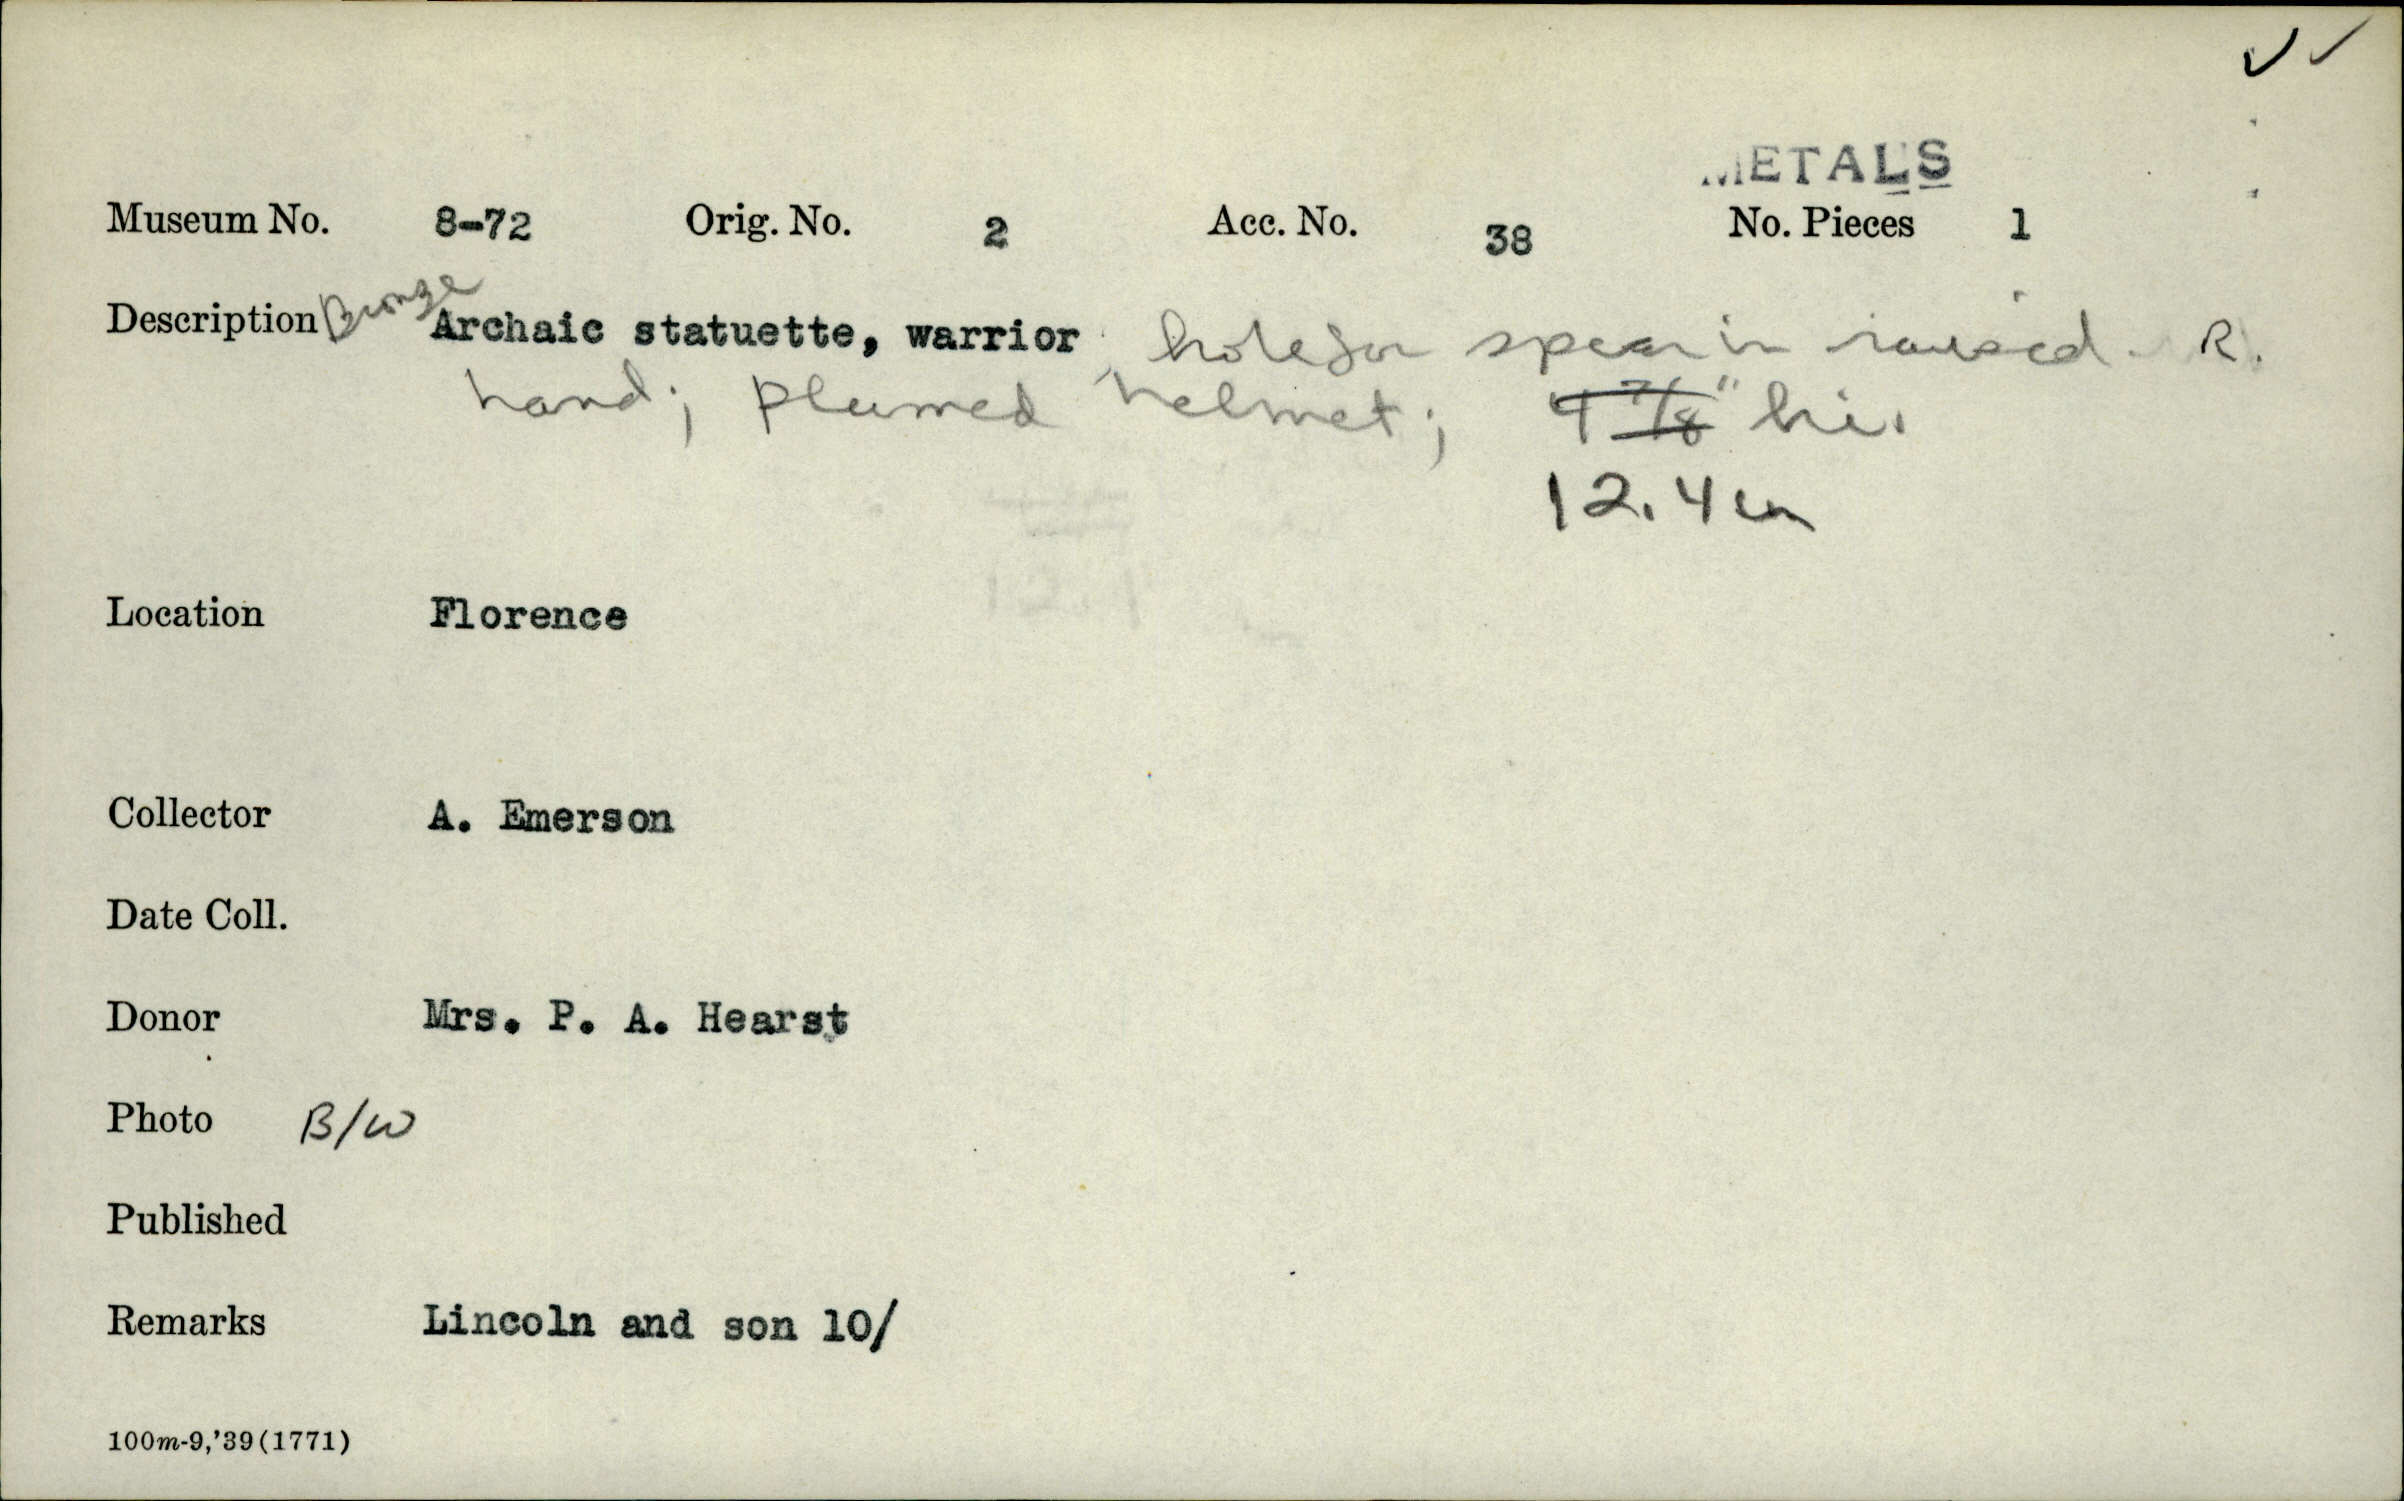 METALS
Museum No. 8-72 Orig. No. 2 Acc. No. 38 No. Pieces 1
Description Bronze Archaic statuette, warrior, hole for spear in raised R.
hand; plumed helmet; 4 7/8" hi.
12.4 cm
Location Florence
Collector A. Emerson
Date Coll.
Donor Mrs. P. A. Hearst
Photo B/W
Published
Remarks Lincoln and son 10/
100m-9,'39(1771)